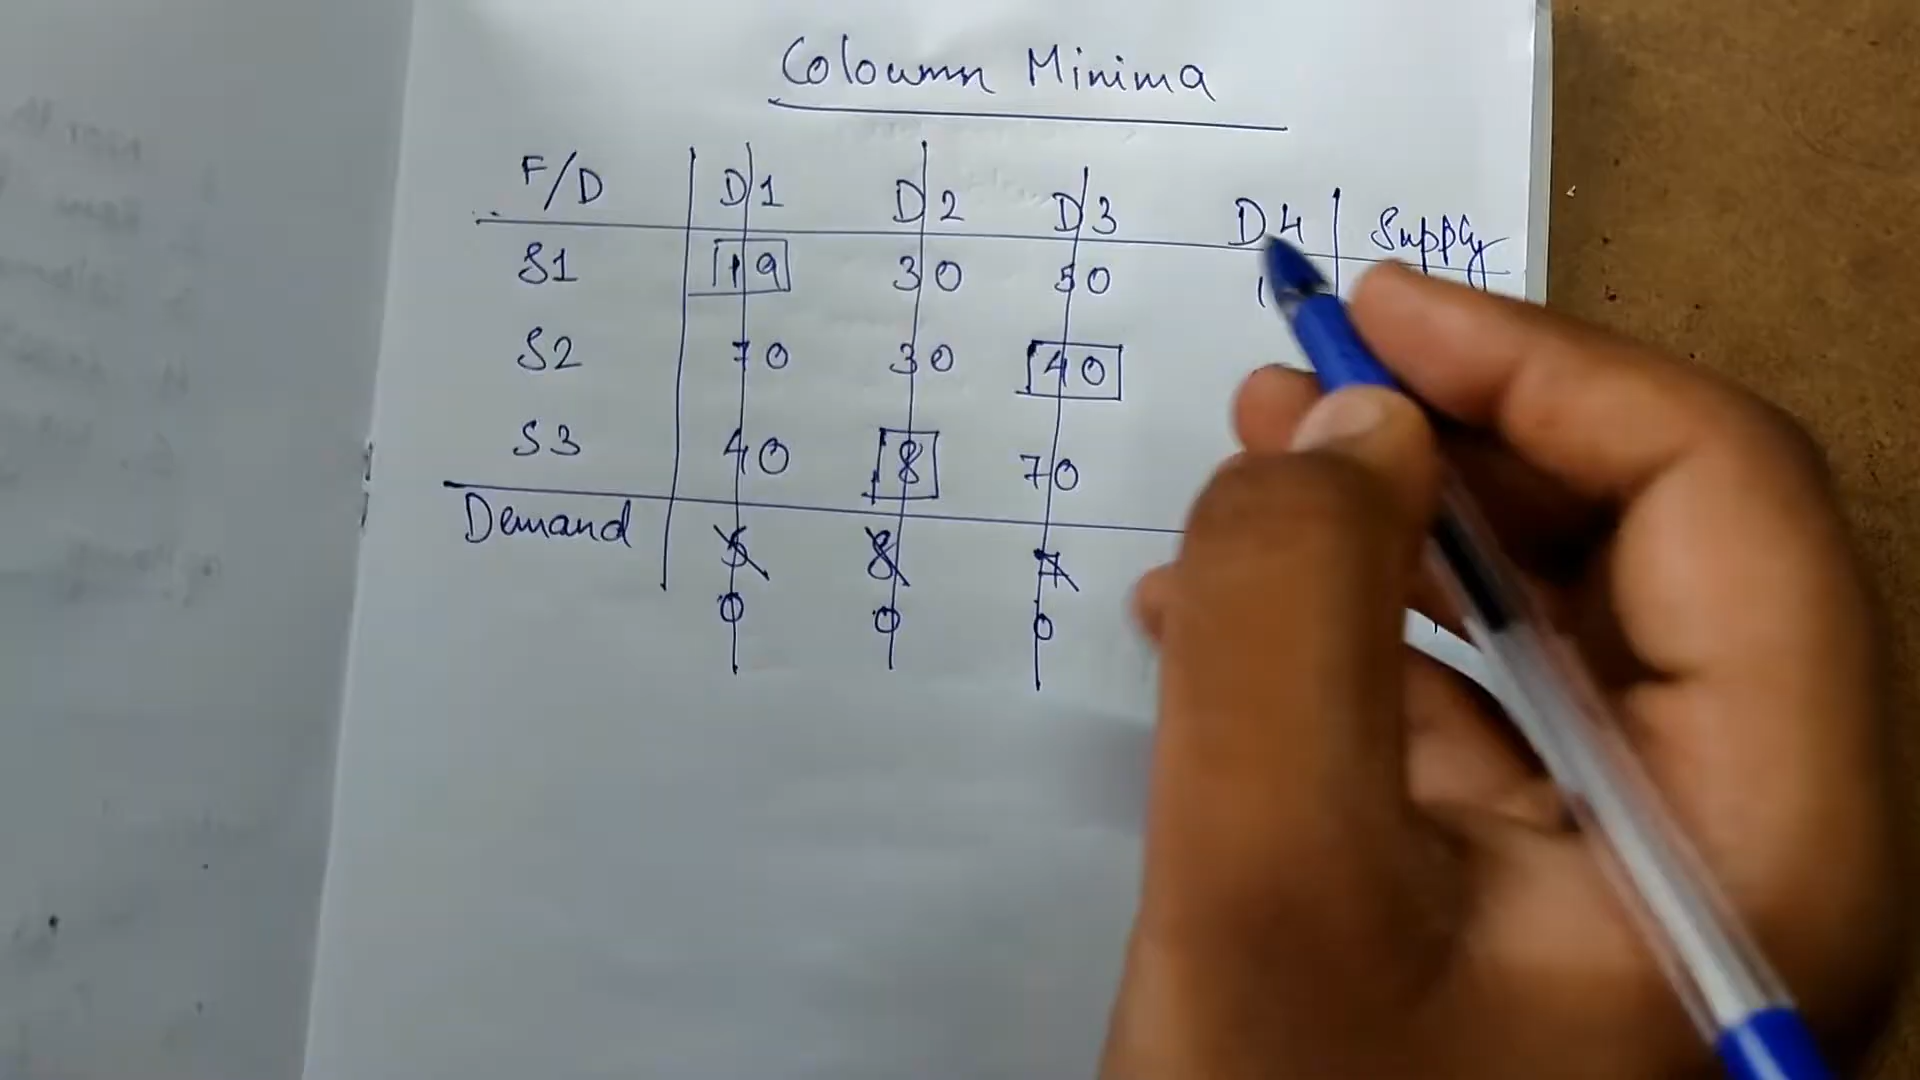 Coloumn Minima
F/D D1 D2 D3 D4 Supply
S1 19 30 50
S2 70 30 40
S3 40 8 70
Demand 5 8 7
0 0 0